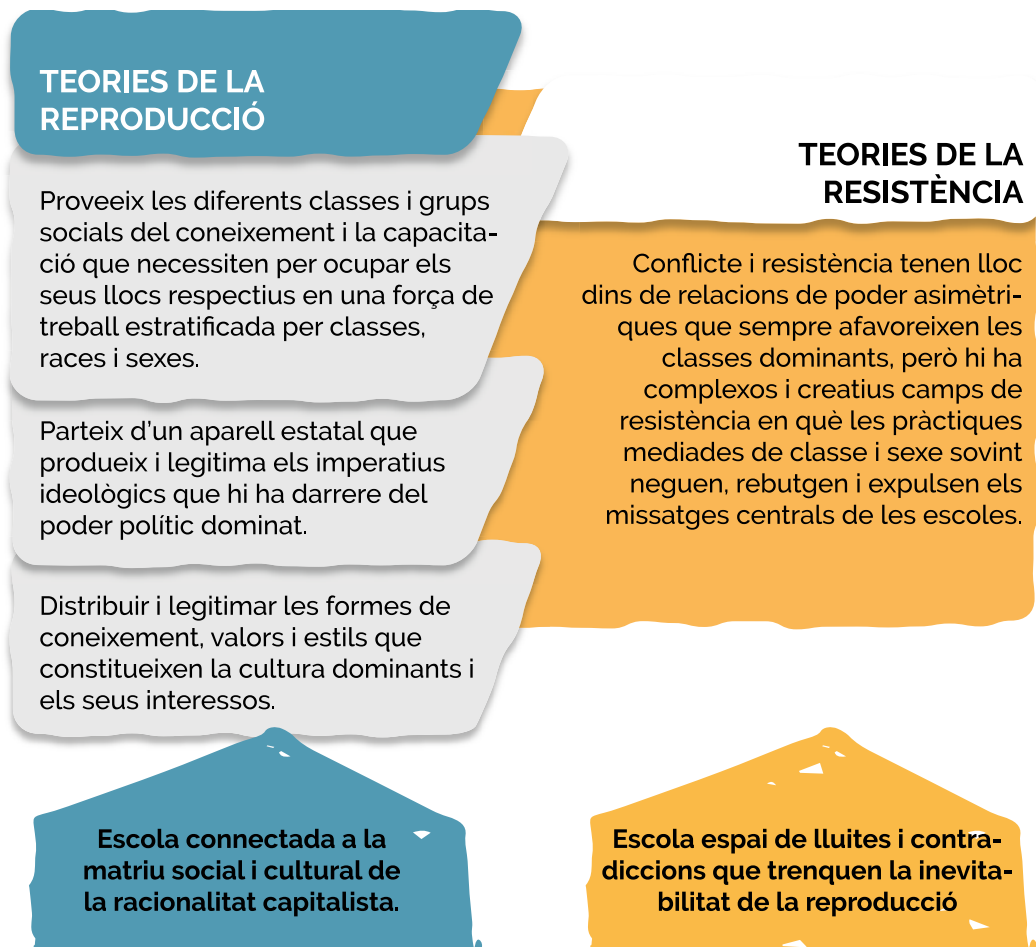 TEORIES DE LA
REPRODUCCIÓ
Proveeix les diferents classes i grups
socials del coneixement i la capacita-
ció que necessiten per ocupar els
seus llocs respectius en una força de
treball estratificada per classes,
races i sexes.
Parteix d'un aparell estatal que
produeix i legitima els imperatius
ideològics que hi ha darrere del
poder polític dominat.
Distribuir i legitimar les formes de
coneixement, valors i estils que
constitueixen la cultura dominants i
els seus interessos.
Escola connectada a la
matriu social i cultural de
la racionalitat capitalista.
TEORIES DE LA
RESISTÈNCIA
Conflicte i resistència tenen lloc
dins de relacions de poder asimètri-
ques que sempre afavoreixen les
classes dominants, però hi ha
complexos i creatius camps de
resistència en què les pràctiques
mediades de classe i sexe sovint
neguen, rebutgen i expulsen els
missatges centrals de les escoles.
Escola espai de lluites i contra-
diccions que trenquen la inevita-
bilitat de la reproducció